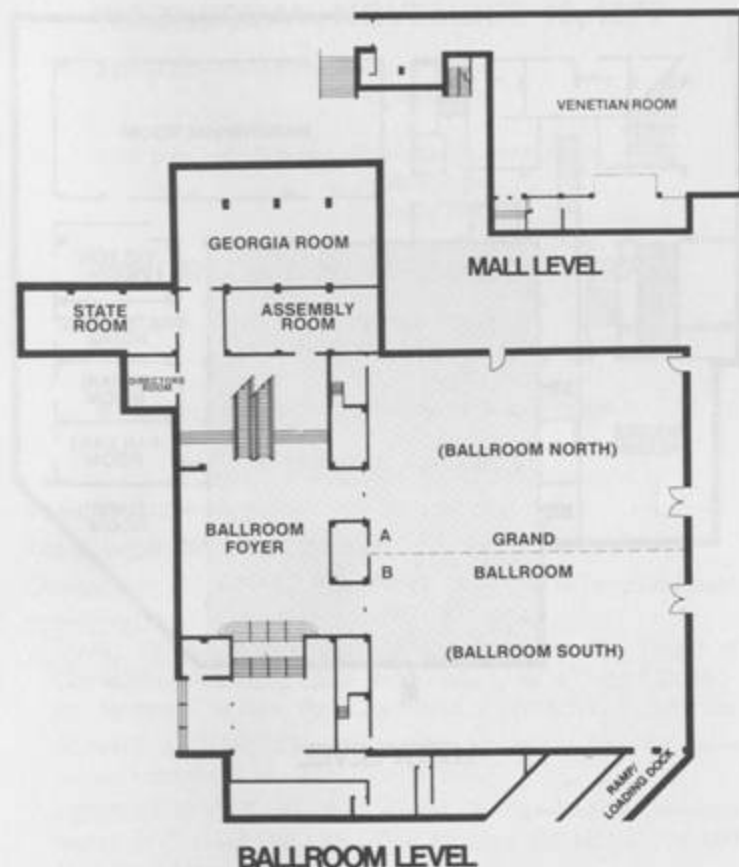 VENETIAN ROOM
MALL LEVEL
GEORGIA ROOM
STATE
ROOM
ASSEMBLY
ROOM
DIRECTORS
ROOM
(BALLROOM NORTH)
BALLROOM
FOYER
A
GRAND
B
BALLROOM
(BALLROOM SOUTH)
RAMP/
LOADING DOCK
BALLROOM LEVEL